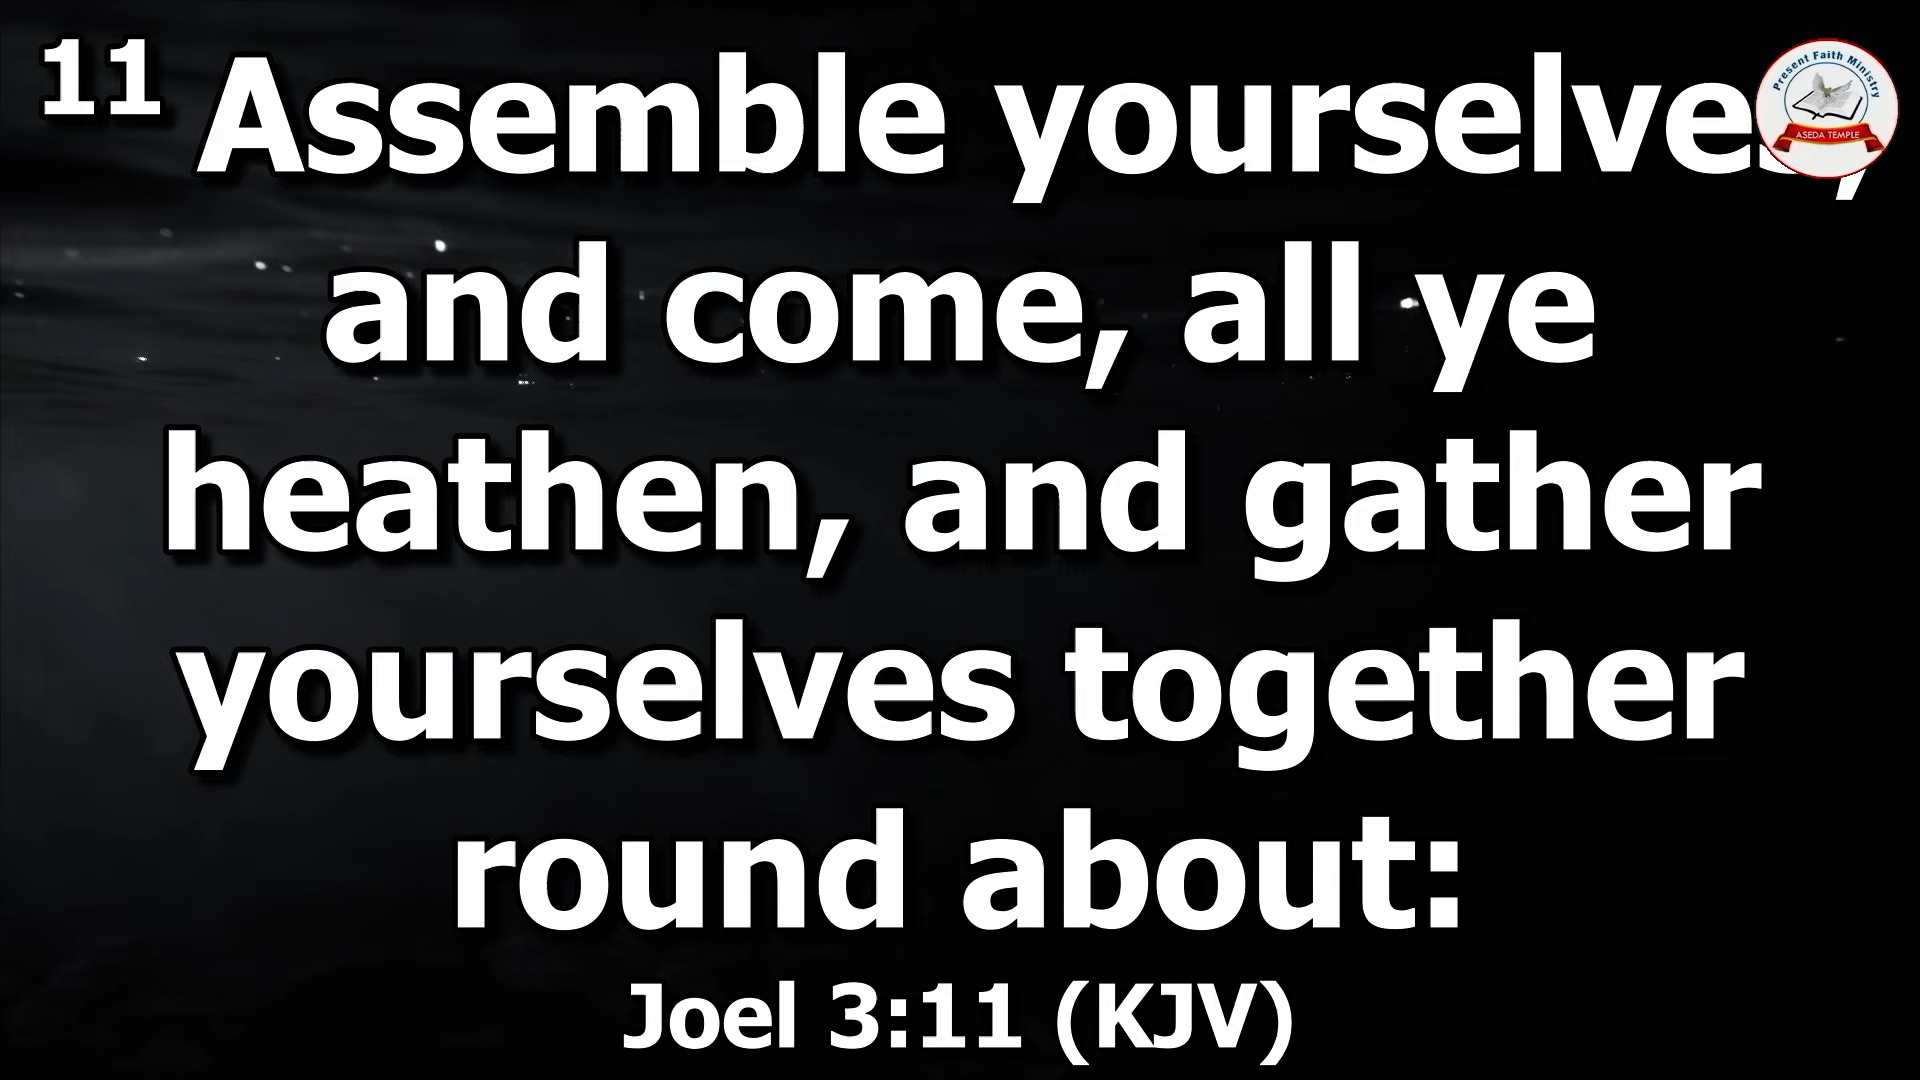 11 Assemble yourselves,
and come, all ye
heathen, and gather
yourselves together
round about:
Joel 3:11 (KJV)
Present Faith Ministry
ASEDA TEMPLE